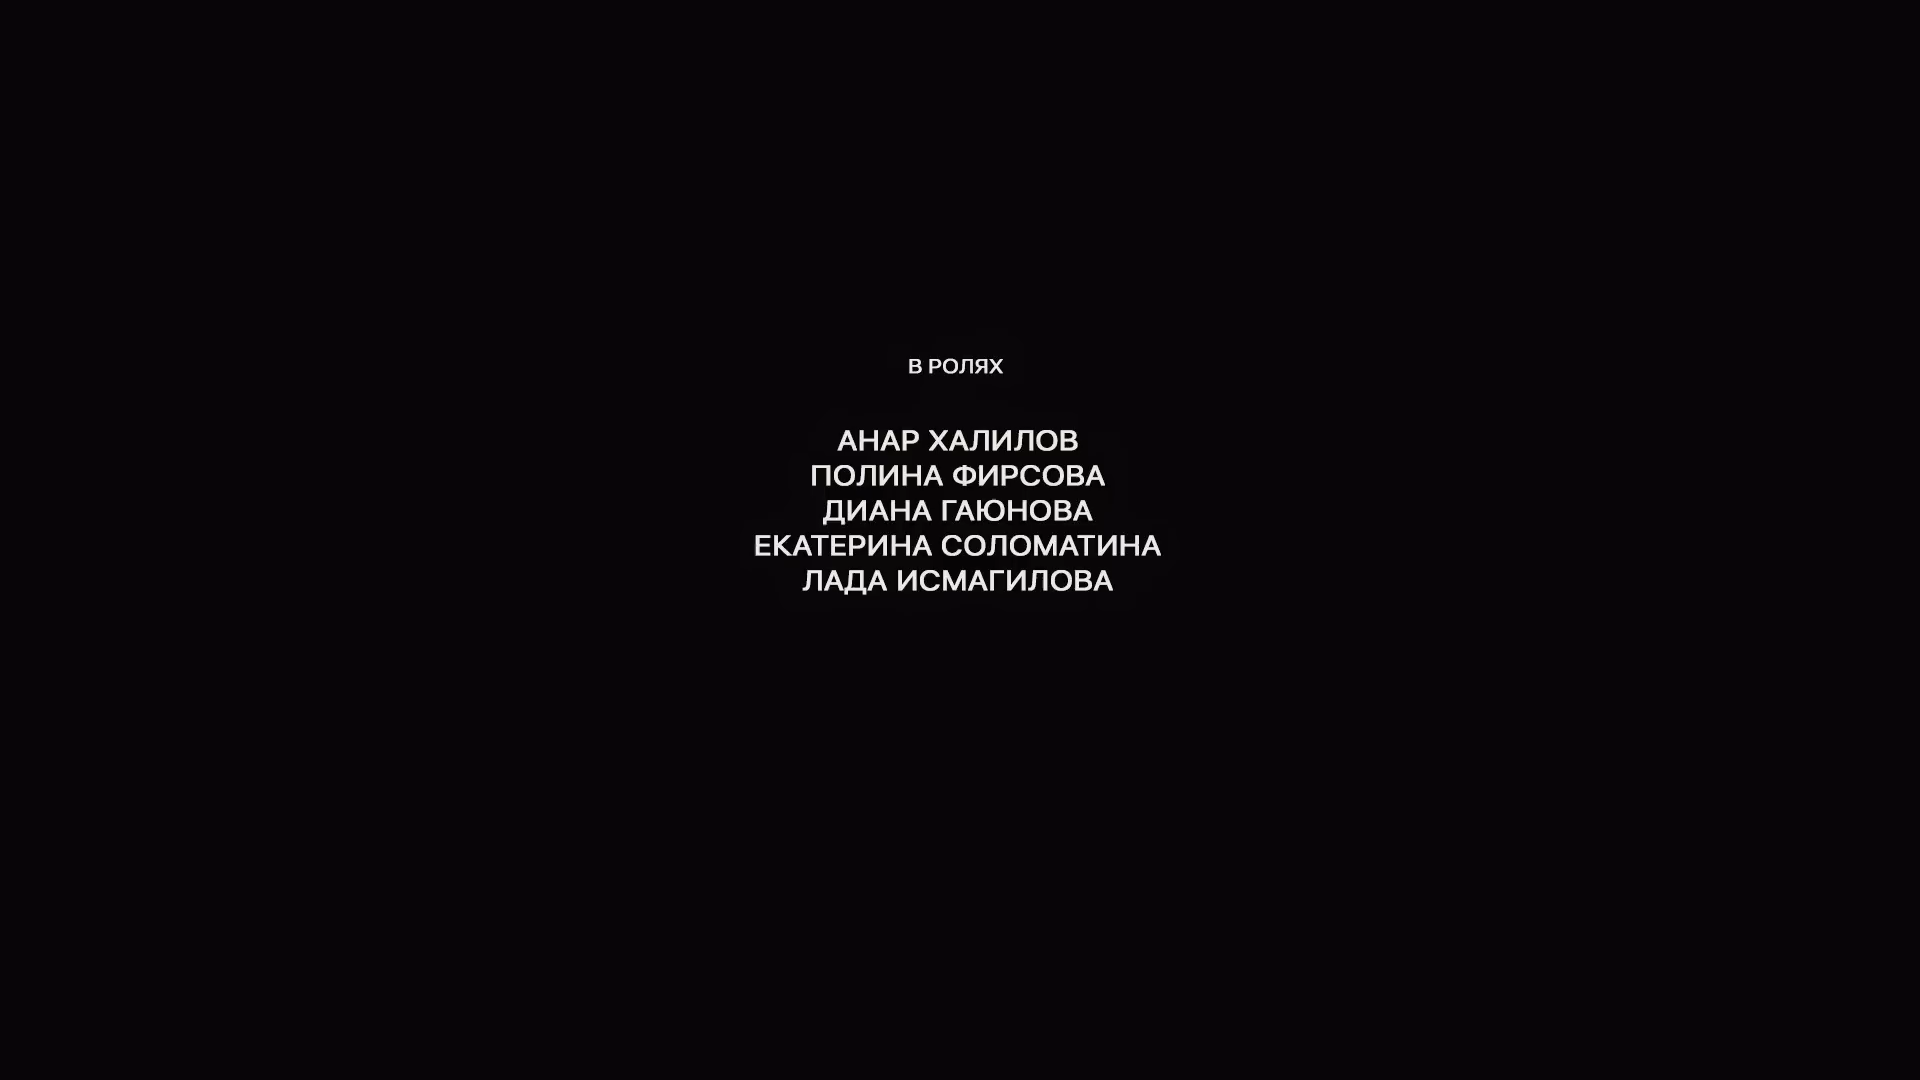 В РОЛЯХ
АНАР ХАЛИЛОВ
ПОЛИНА ФИРСОВА
ДИАНА ГАЮНОВА
ЕКАТЕРИНА СОЛОМАТИНА
ЛАДА ИСМАГИЛОВА